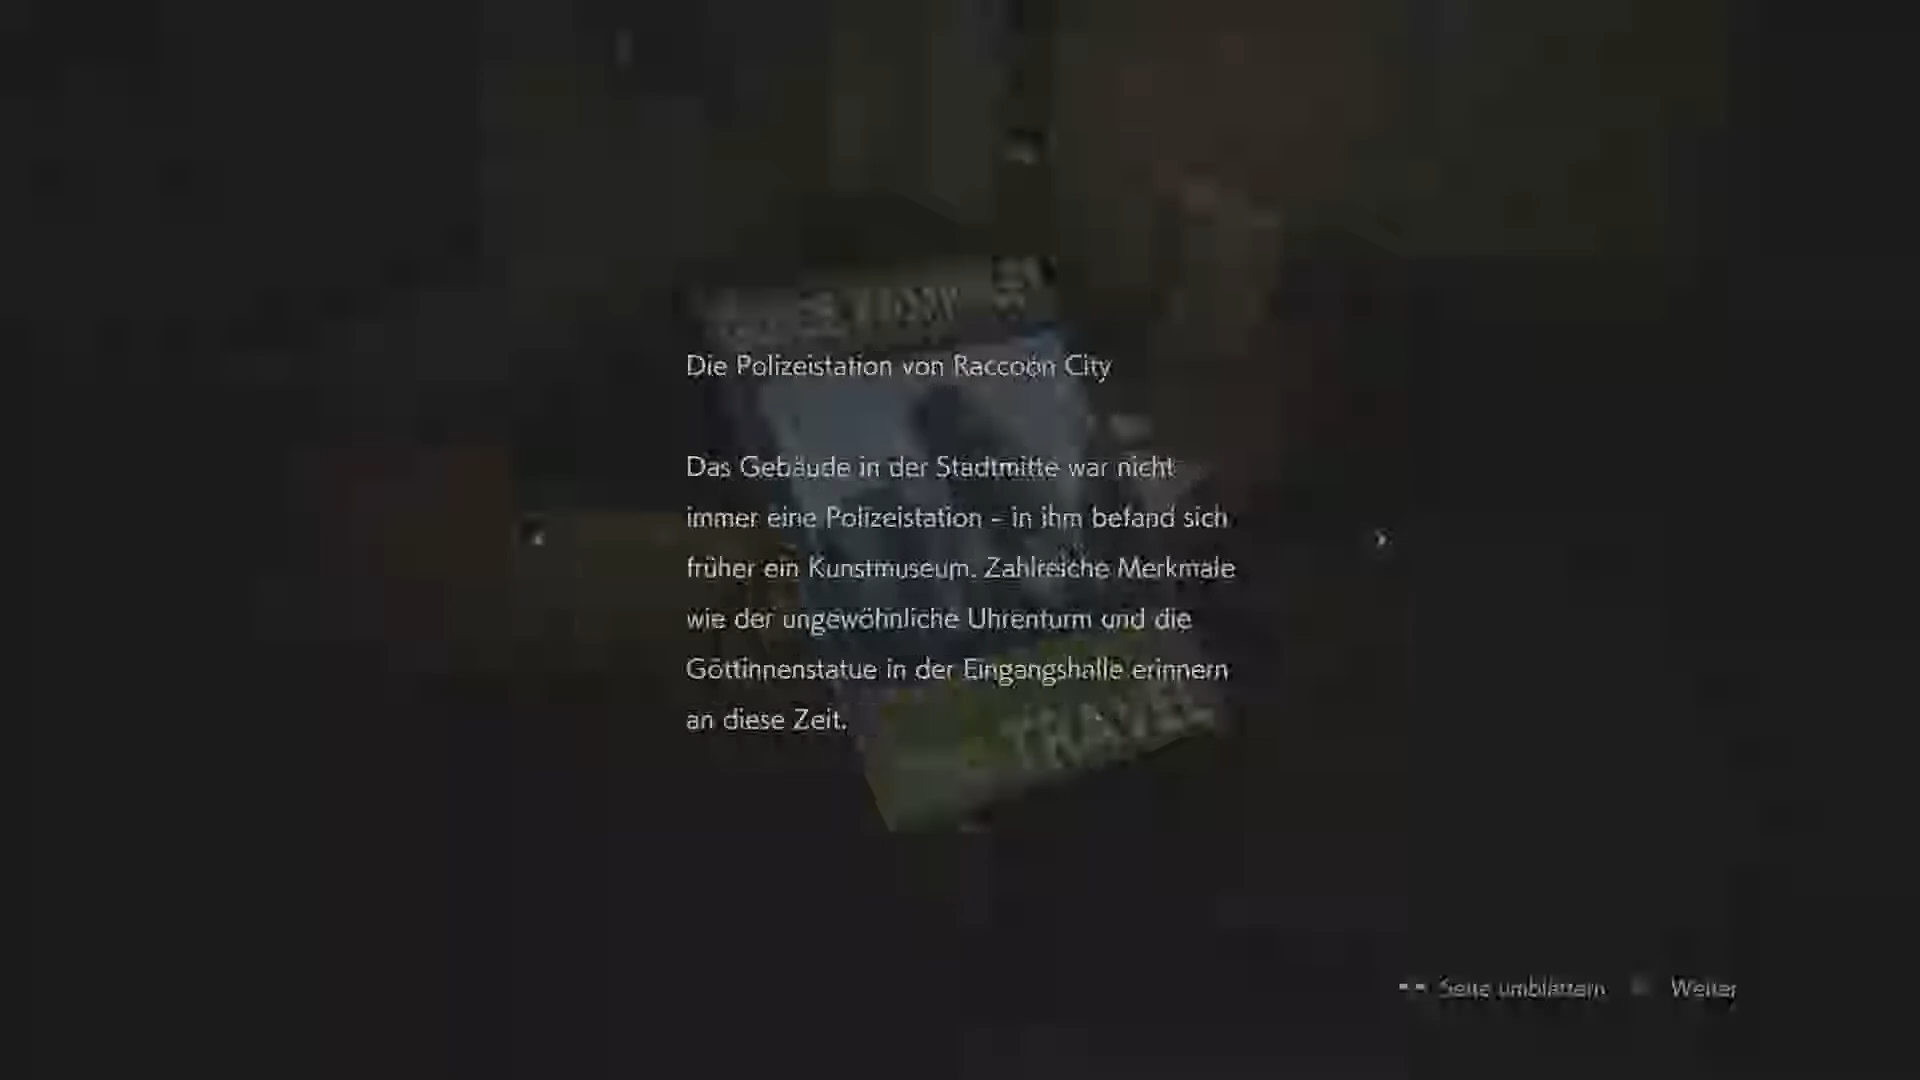 Die Polizeistation von Raccoon City
Das Gebäude in der Stadtmitte war nicht
immer eine Polizeistation – in ihm befand sich
früher ein Kunstmuseum. Zahlreiche Merkmale
wie der ungewöhnliche Uhrenturm und die
Göttinnenstatue in der Eingangshalle erinnern
an diese Zeit.
TRAVEL
Seite umblättern Weiter